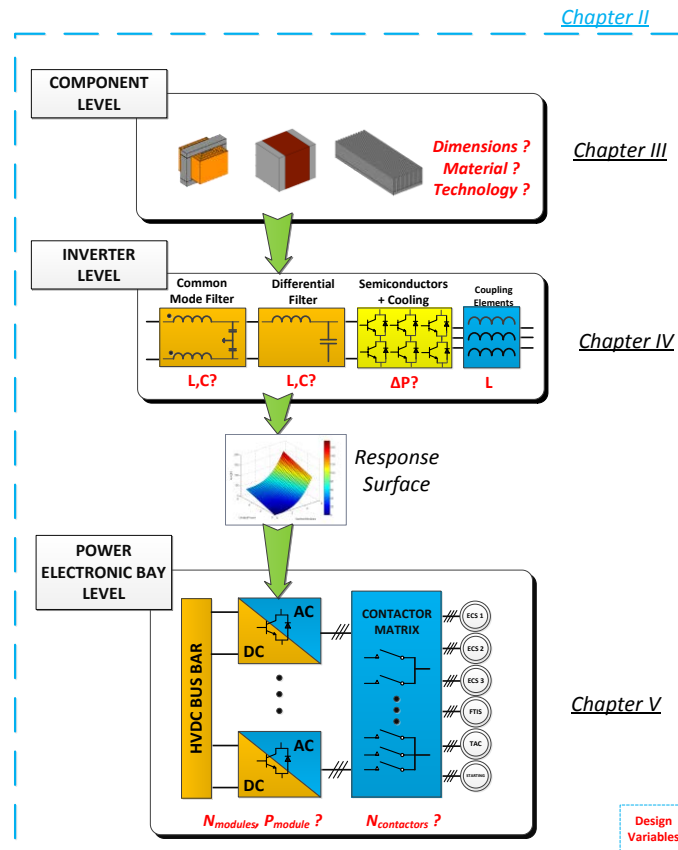 Chapter II
COMPONENT
LEVEL
Dimensions ?
Material ?
Technology ?
Chapter III
INVERTER
LEVEL
Common
Mode Filter
Differential
Filter
Semiconductors
+ Cooling
Coupling
Elements
L,C?
L,C?
ΔP?
L
Chapter IV
Response
Surface
POWER
ELECTRONIC BAY
LEVEL
HVDC BUS BAR
AC
DC
AC
DC
CONTACTOR
MATRIX
ECS 1
ECS 2
ECS 3
FTIS
TAC
STARTING
Chapter V
Nmodules, Pmodule ?
Ncontactors ?
Design
Variables